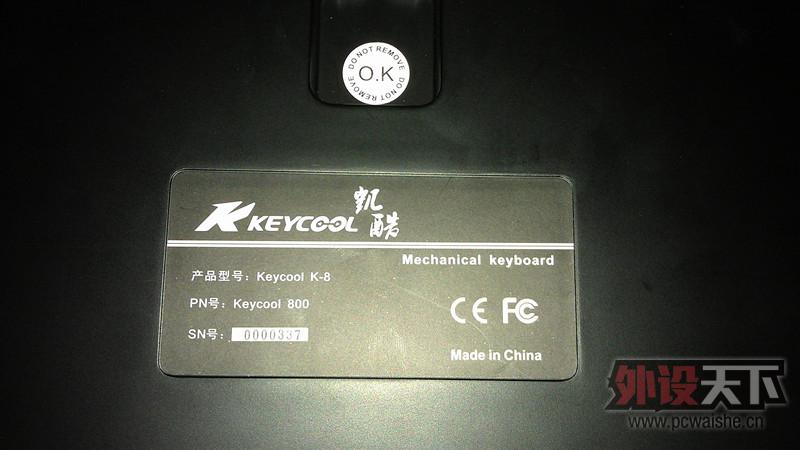 DO NOT REMOVE
O.K
DO NOT REMOVE
KEYCOOL 凯酷
Mechanical keyboard
产品型号: Keycool K-8
PN号: Keycool 800
CE FC
SN号: 0000337
Made in China
外设天下
www.pcwaishe.cn